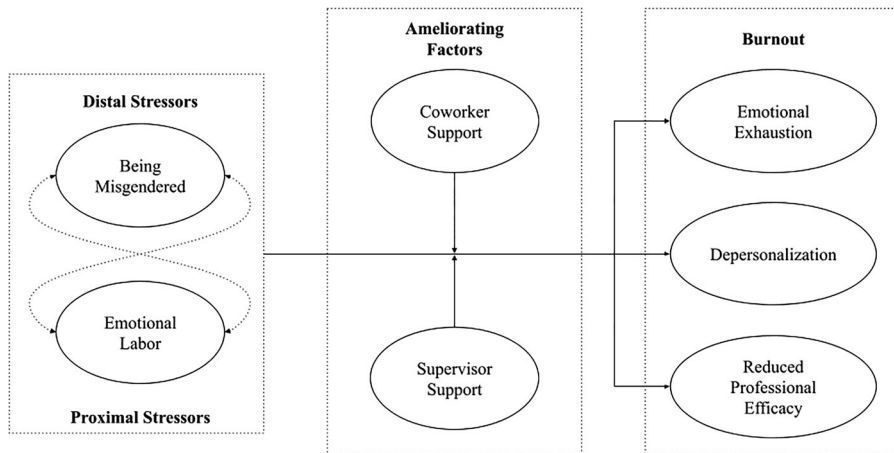 Distal Stressors
Being
Misgendered
Emotional
Labor
Proximal Stressors
Ameliorating
Factors
Coworker
Support
Supervisor
Support
Burnout
Emotional
Exhaustion
Depersonalization
Reduced
Professional
Efficacy